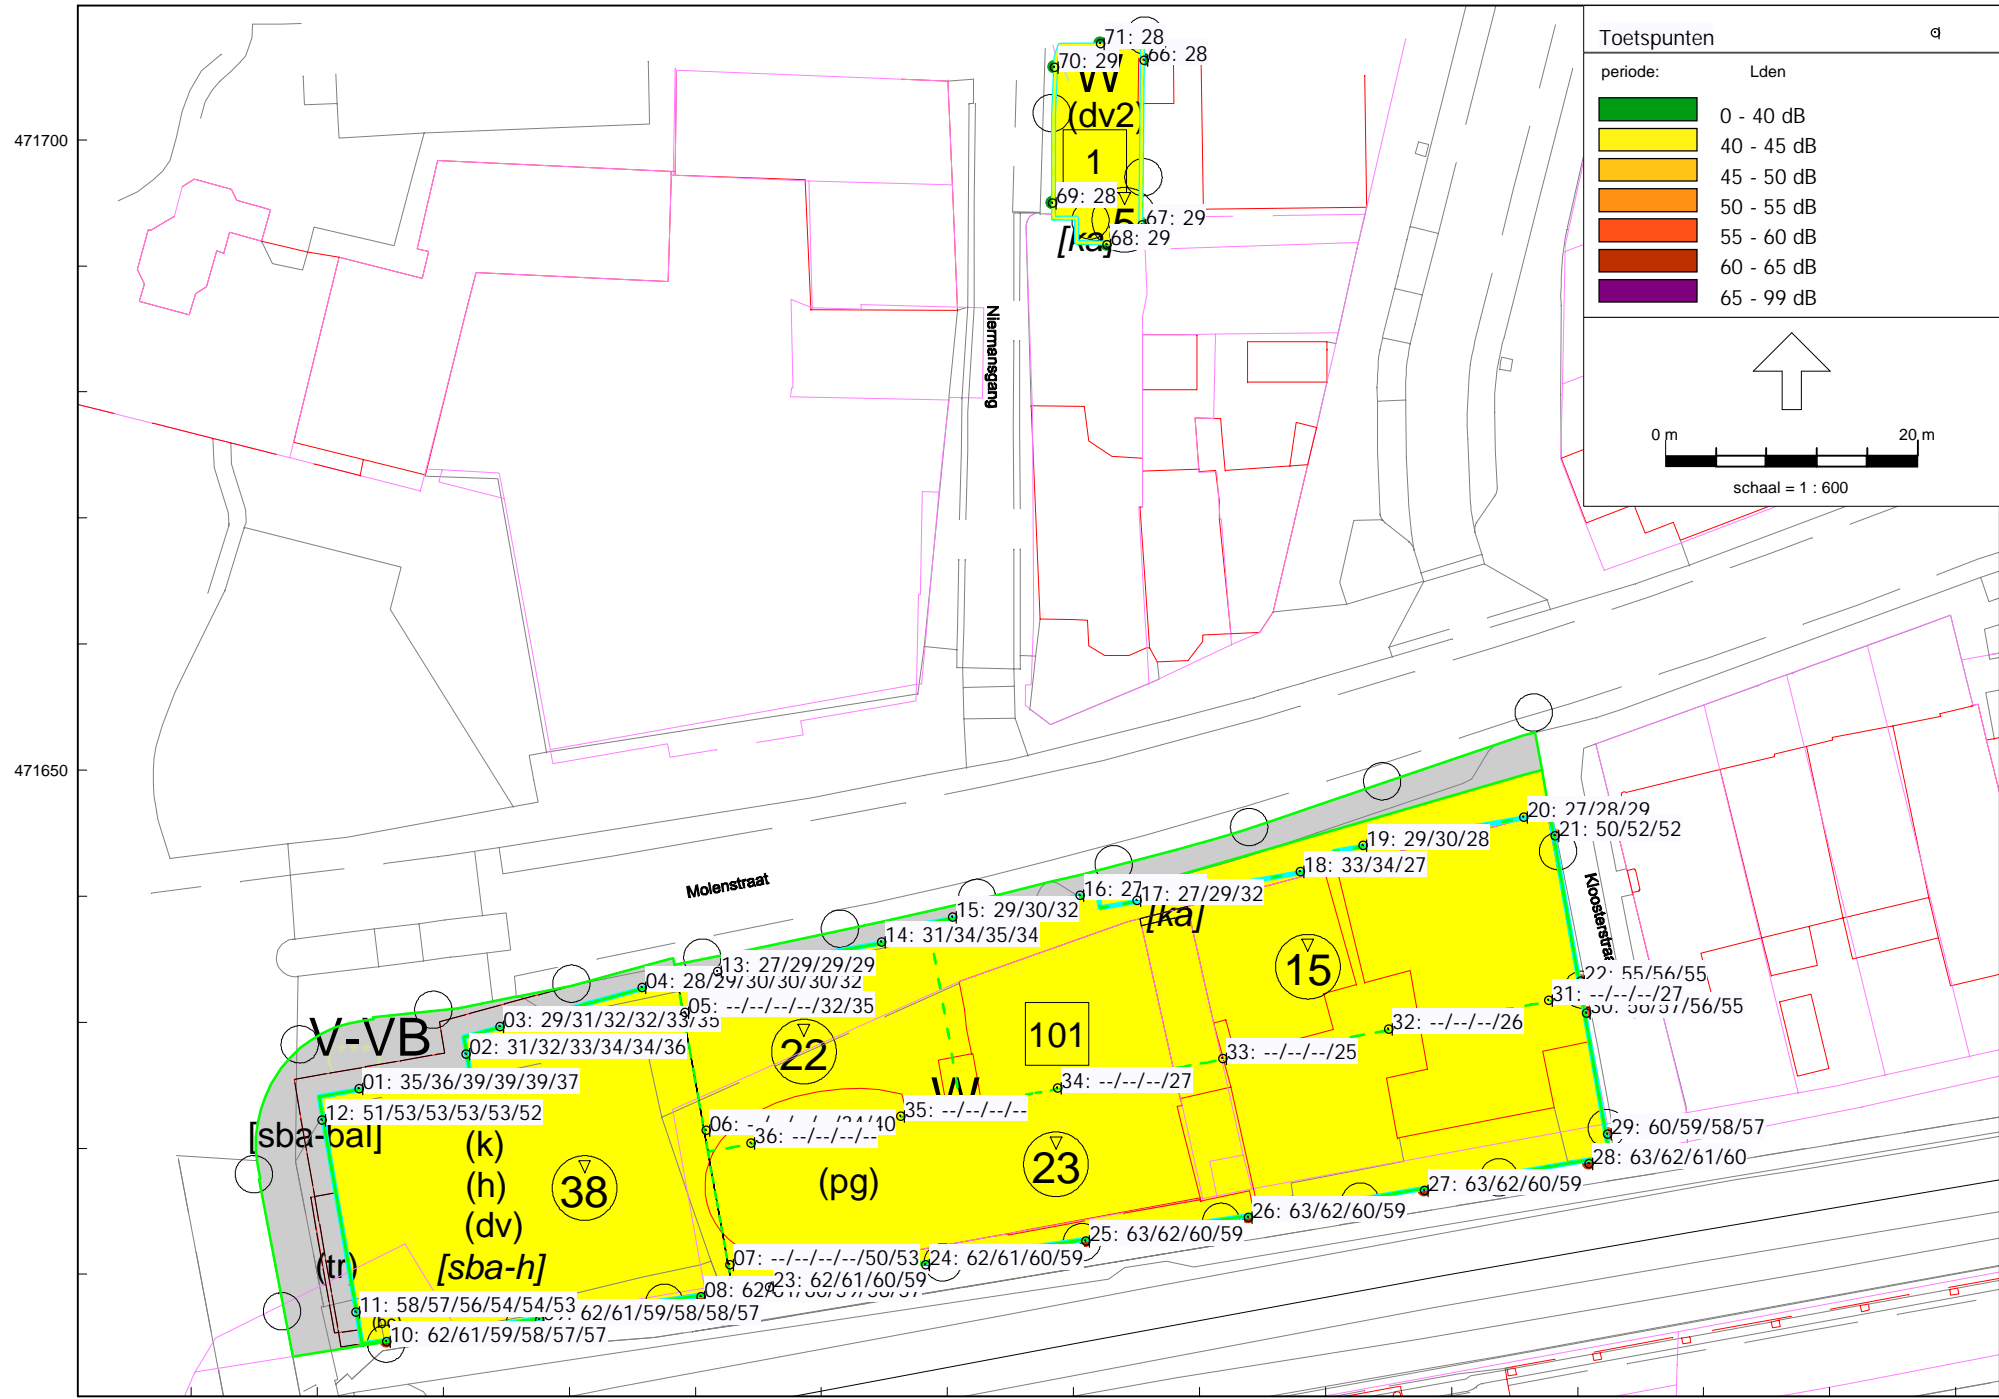 Toetspunten
periode: Lden
0 - 40 dB
40 - 45 dB
45 - 50 dB
50 - 55 dB
55 - 60 dB
60 - 65 dB
65 - 99 dB
0 m 20 m
schaal = 1 : 600
471700
471650
71: 28
70: 29
66: 28
W
(dv2)
1
69: 28
5
67: 29
68: 29
[ka]
Niermansgang
Molenstraat
20: 27/28/29
21: 50/52/52
19: 29/30/28
18: 33/34/27
16: 27
17: 27/29/32
[ka]
15: 29/30/32
14: 31/34/35/34
13: 27/29/29/29
04: 28/29/30/30/30/32
05: --/--/--/--/32/35
03: 29/31/32/32/33/35
02: 31/32/33/34/34/36
01: 35/36/39/39/39/37
12: 51/53/53/53/53/52
V-VB
[sba-bal]
(k)
(h)
(dv)
[sba-h]
(tr)
38
22
101
15
W
23
(pg)
22: 55/56/55
31: --/--/--/27
30: 56/57/56/55
32: --/--/--/26
33: --/--/--/25
34: --/--/--/27
35: --/--/--/--
36: --/--/--/--
29: 60/59/58/57
28: 63/62/61/60
27: 63/62/60/59
26: 63/62/60/59
25: 63/62/60/59
24: 62/61/60/59
07: --/--/--/--/50/53
23: 62/61/60/59
11: 58/57/56/54/54/53
62/61/59/58/58/57
10: 62/61/59/58/57/57